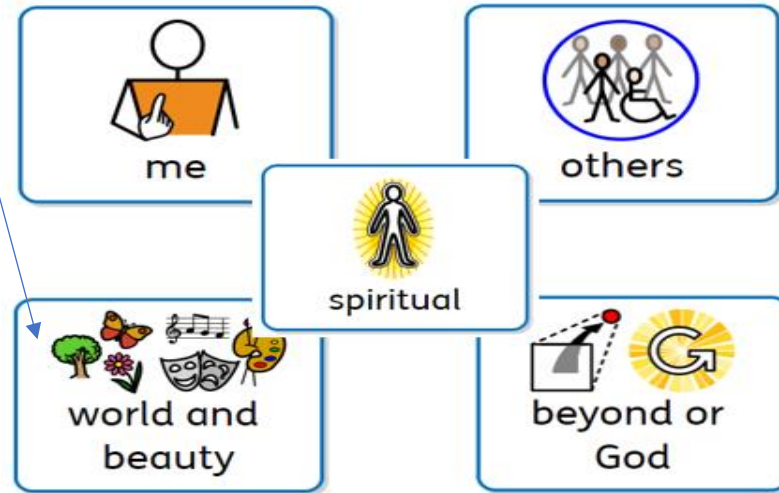 me
others
spiritual
world and
beauty
beyond or
God